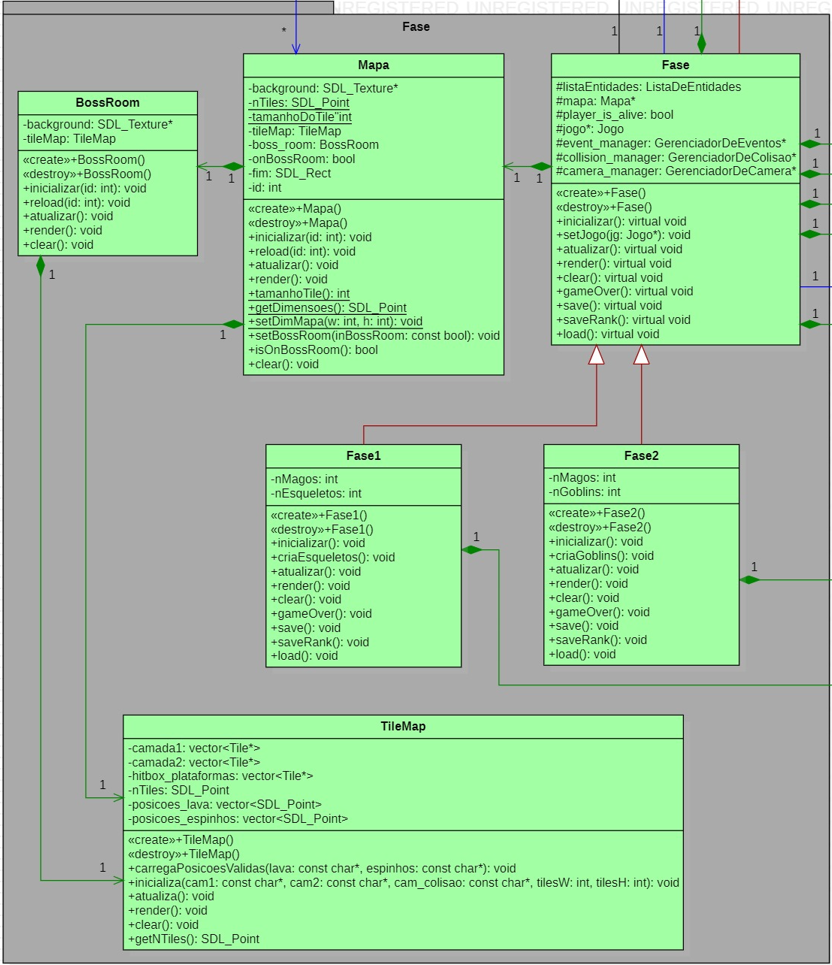 NREGISTERED UNREGISTERED UNREGISTERED UNREG
Fase
*
1
1
1
BossRoom
-background: SDL_Texture*
-tileMap: TileMap
«create»+BossRoom()
«destroy»+BossRoom()
+inicializar(id: int): void
+reload(id: int): void
+atualizar(): void
+render(): void
+clear(): void
1
1
1
Mapa
-background: SDL_Texture*
-nTiles: SDL_Point
-tamanhoDoTile"int
-tileMap: TileMap
-boss_room: BossRoom
-onBossRoom: bool
-fim: SDL_Rect
-id: int
«create»+Mapa()
«destroy»+Mapa()
+inicializar(id: int): void
+reload(id: int): void
+atualizar(): void
+render(): void
+tamanhoTile(): int
+getDimensoes(): SDL_Point
+setDimMapa(w: int, h: int): void
+setBossRoom(inBossRoom: const bool): void
+isOnBossRoom(): bool
+clear(): void
1
1
1
Fase
#listaEntidades: ListaDeEntidades
#mapa: Mapa*
#player_is_alive: bool
#jogo*: Jogo
#event_manager: GerenciadorDeEventos*
#collision_manager: GerenciadorDeColisao*
#camera_manager: GerenciadorDeCamera*
«create»+Fase()
«destroy»+Fase()
+inicializar(): virtual void
+setJogo(jg: Jogo*): void
+atualizar(): virtual void
+render(): virtual void
+clear(): virtual void
+gameOver(): virtual void
+save(): virtual void
+saveRank(): virtual void
+load(): virtual void
1
1
1
1
1
1
Fase1
-nMagos: int
-nEsqueletos: int
«create»+Fase1()
«destroy»+Fase1()
+inicializar(): void
+criaEsqueletos(): void
+atualizar(): void
+render(): void
+clear(): void
+gameOver(): void
+save(): void
+saveRank(): void
+load(): void
1
Fase2
-nMagos: int
-nGoblins: int
«create»+Fase2()
«destroy»+Fase2()
+inicializar(): void
+criaGoblins(): void
+atualizar(): void
+render(): void
+clear(): void
+gameOver(): void
+save(): void
+saveRank(): void
+load(): void
1
TileMap
-camada1: vector<Tile*>
-camada2: vector<Tile*>
-hitbox_plataformas: vector<Tile*>
-nTiles: SDL_Point
-posicoes_lava: vector<SDL_Point>
-posicoes_espinhos: vector<SDL_Point>
«create»+TileMap()
«destroy»+TileMap()
+carregaPosicoesValidas(lava: const char*, espinhos: const char*): void
+inicializa(cam1: const char*, cam2: const char*, cam_colisao: const char*, tilesW: int, tilesH: int): void
+atualiza(): void
+render(): void
+clear(): void
+getNTiles(): SDL_Point
1
1